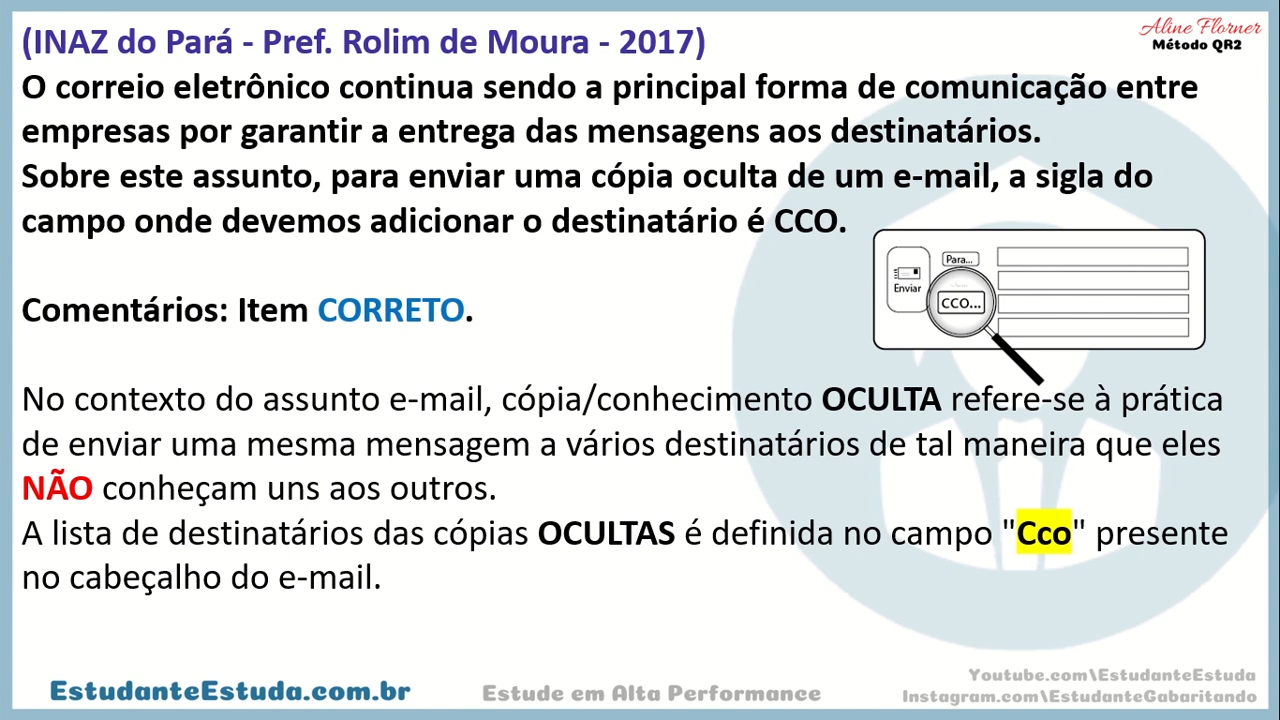 Aline Florner
Método QR2
(INAZ do Pará - Pref. Rolim de Moura - 2017)
O correio eletrônico continua sendo a principal forma de comunicação entre
empresas por garantir a entrega das mensagens aos destinatários.
Sobre este assunto, para enviar uma cópia oculta de um e-mail, a sigla do
campo onde devemos adicionar o destinatário é CCO.
Para...
Enviar
CCO...
Comentários: Item CORRETO.
No contexto do assunto e-mail, cópia/conhecimento OCULTA refere-se à prática
de enviar uma mesma mensagem a vários destinatários de tal maneira que eles
NÃO conheçam uns aos outros.
A lista de destinatários das cópias OCULTAS é definida no campo "Cco" presente
no cabeçalho do e-mail.
EstudanteEstuda.com.br
Estude em Alta Performance
Youtube.com\EstudanteEstuda
Instagram.com\EstudanteGabaritando